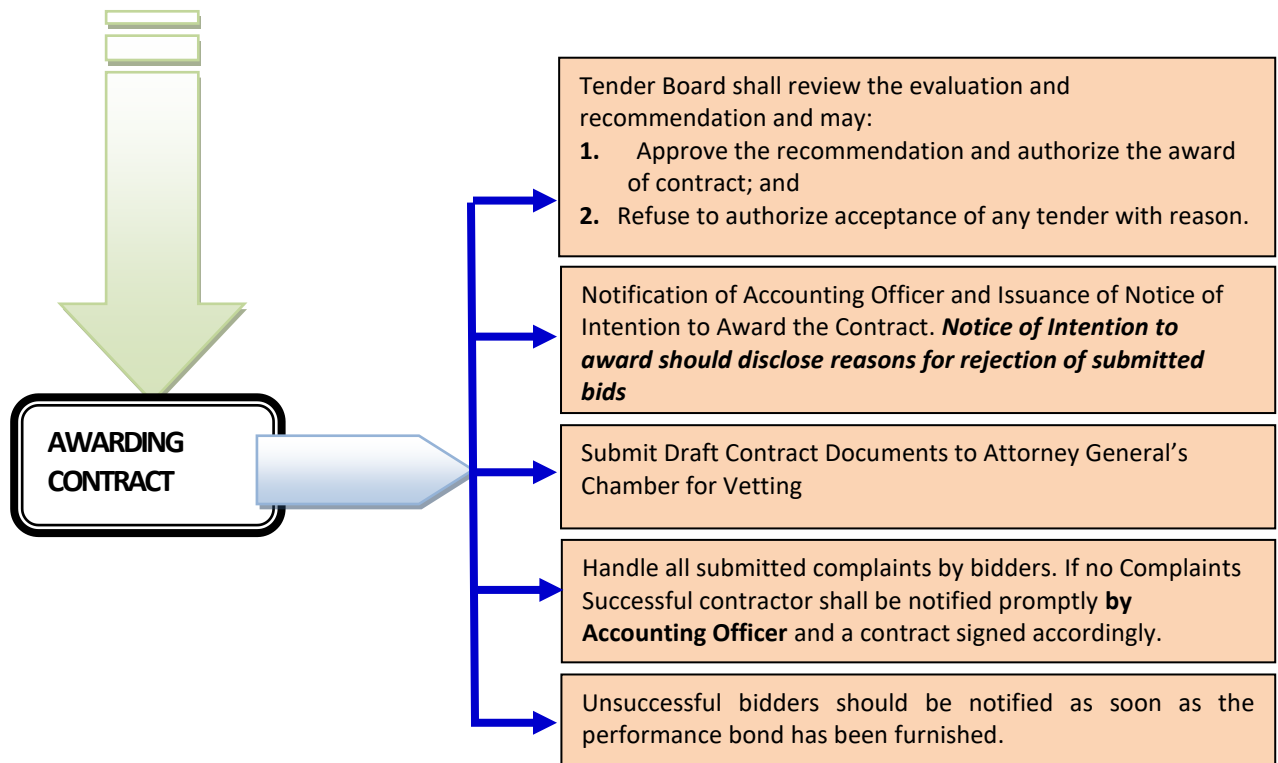 AWARDING
CONTRACT
Tender Board shall review the evaluation and
recommendation and may:
1. Approve the recommendation and authorize the award
of contract; and
2. Refuse to authorize acceptance of any tender with reason.
Notification of Accounting Officer and Issuance of Notice of
Intention to Award the Contract. Notice of Intention to
award should disclose reasons for rejection of submitted
bids
Submit Draft Contract Documents to Attorney General’s
Chamber for Vetting
Handle all submitted complaints by bidders. If no Complaints
Successful contractor shall be notified promptly by
Accounting Officer and a contract signed accordingly.
Unsuccessful bidders should be notified as soon as the
performance bond has been furnished.